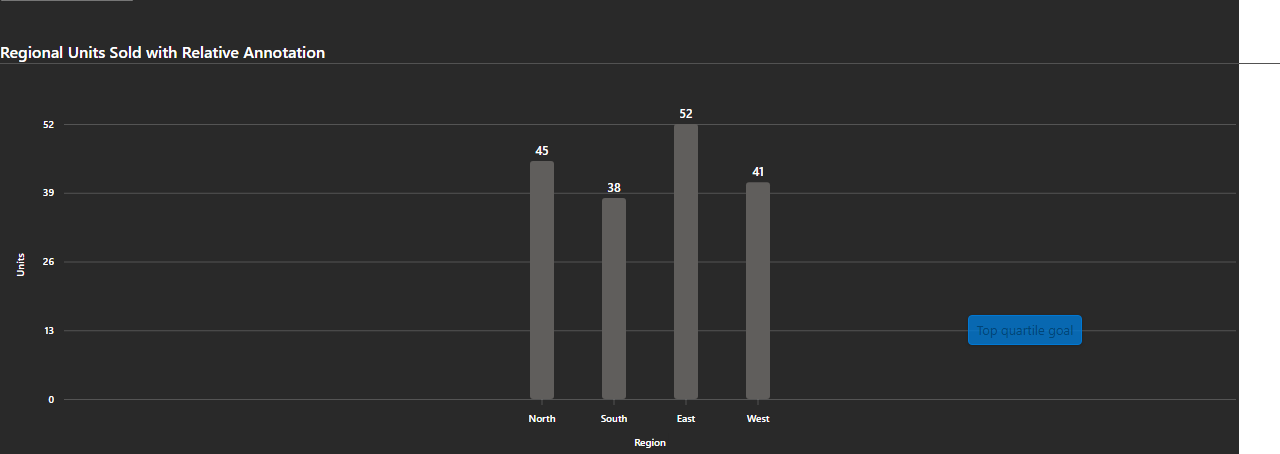 Regional Units Sold with Relative Annotation
52
39
26
13
0
Units
45
38
52
41
Top quartile goal
North
South
East
West
Region